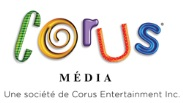 Corus®
MÉDIA
Une société de Corus Entertainment Inc.